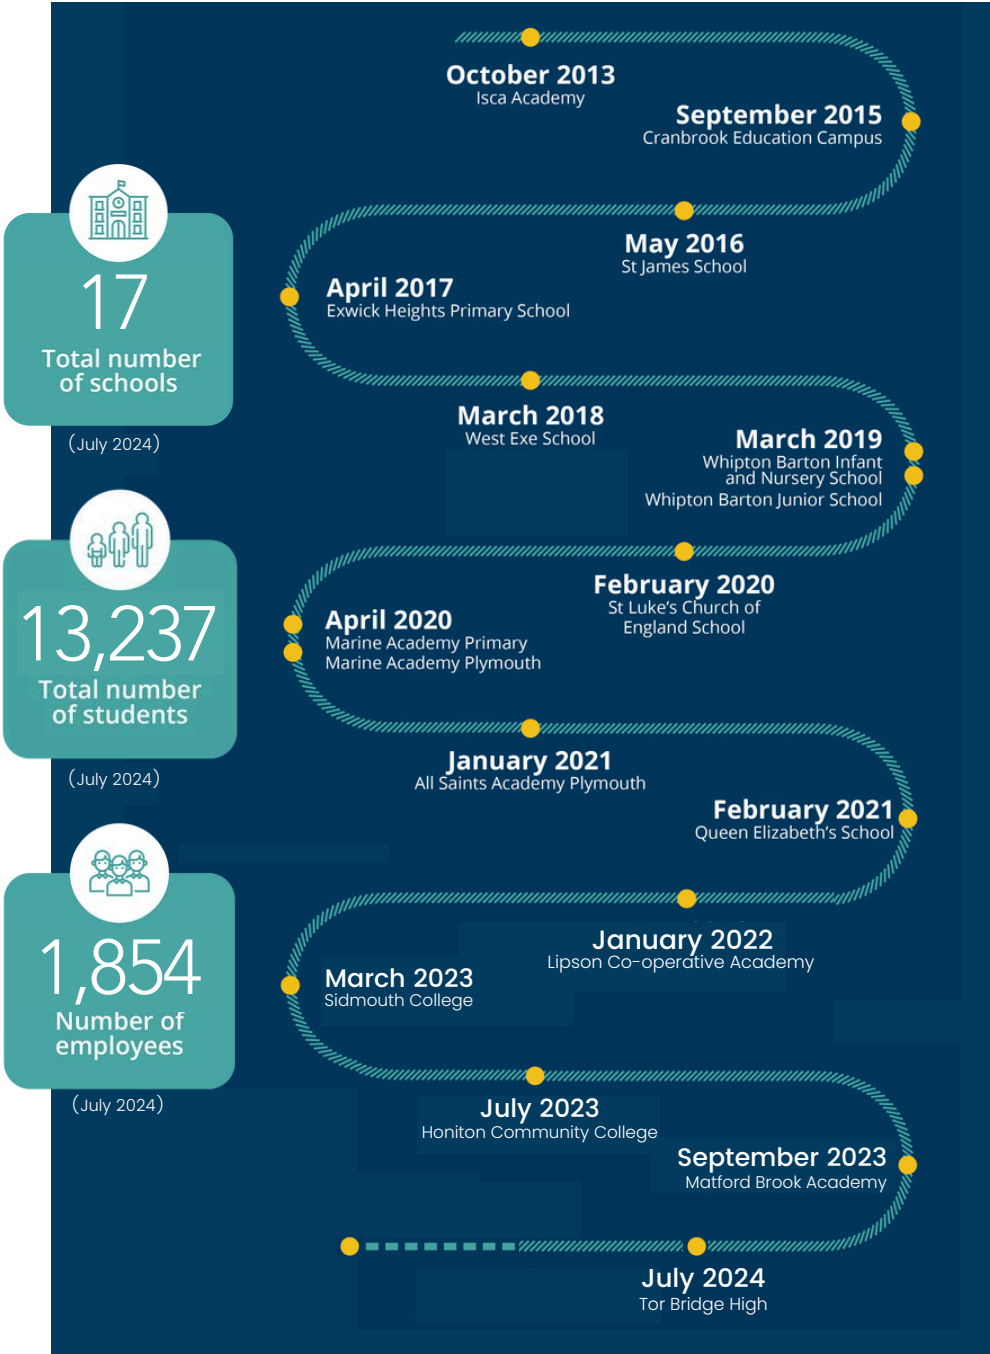 October 2013
Isca Academy
September 2015
Cranbrook Education Campus
May 2016
St James School
April 2017
Exwick Heights Primary School
March 2018
West Exe School
March 2019
Whipton Barton Infant
and Nursery School
Whipton Barton Junior School
February 2020
St Luke's Church of
England School
April 2020
Marine Academy Primary
Marine Academy Plymouth
January 2021
All Saints Academy Plymouth
February 2021
Queen Elizabeth's School
January 2022
Lipson Co-operative Academy
March 2023
Sidmouth College
July 2023
Honiton Community College
September 2023
Matford Brook Academy
July 2024
Tor Bridge High
17
Total number
of schools
(July 2024)
13,237
Total number
of students
(July 2024)
1,854
Number of
employees
(July 2024)